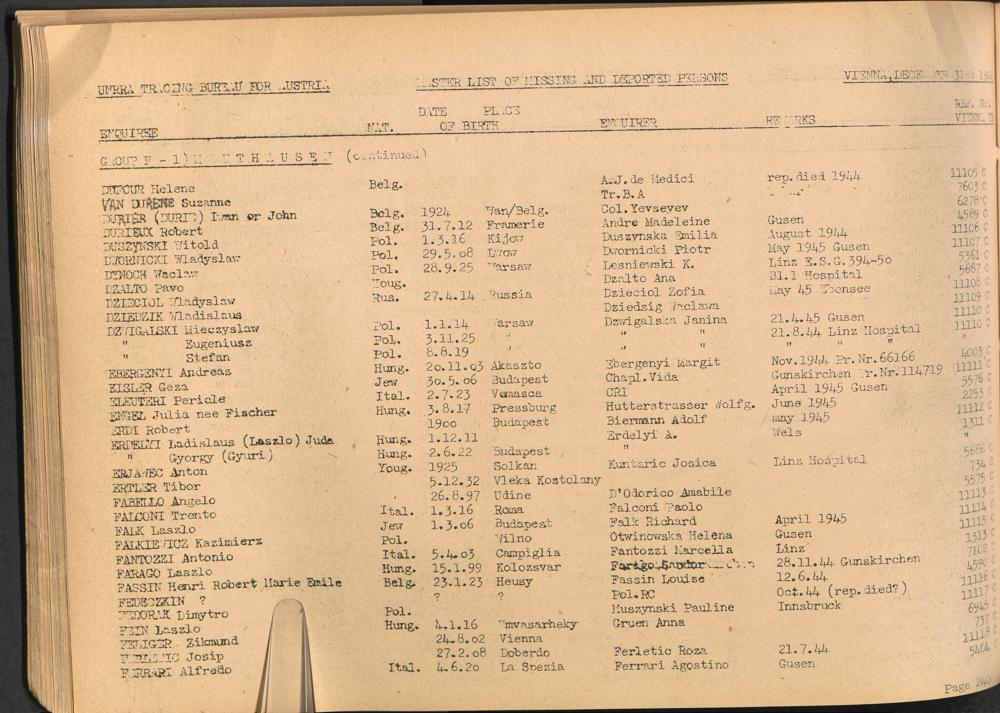 UNRRA TRACING BUREAU FOR AUSTRIA MASTER LIST OF MISSING AND DEPORTED PERSONS VIENNA, DECEMBER 31st
ENQUIREE NAT. DATE PLACE OF BIRTH ENQUIRER REMARKS REF. Nr. VIENNA
GROUP F - 1) M A U T H A U S E N (continued)
DUFOUR Helene Belg. A.J. de Medici rep.died 1944 11105 C
VAN DURENE Suzanne Tr.B.A 7603 C
DURIER (DURIE) Iwan or John Belg. 1924 Van/Belg. Col.Yevseyev 6278 C
DURIEUX Robert Belg. 31.7.12 Framerie Andre Madeleine Gusen 4589 C
DUSZYNSKI Witold Pol. 1.3.16 Kijow Duszynska Emilia August 1944 11106 C
DWORNICKI Wladyslaw Pol. 29.5.08 Lwow Dwornicki Piotr May 1945 Gusen 11107 C
DYNOCH Waclaw Pol. 28.9.25 Warsaw Lesniewski K. Linz E.S.G.394-50 5361 C
DZALTO Pavo Youg. Dzalto Ana Bl.1 Hospital 5687 C
DZIECIOL Wladyslaw Rus. 27.4.14 Russia Dzieciol Zofia May 45 Ebensee 11108 C
DZIEDZIK Wladislaus Dziedzig Waclawa 11109 C
DZWIGALSKI Mieczyslaw Pol. 1.1.14 Warsaw Dzwigalska Janina 21.4.45 Gusen 11110 C
" Eugeniusz Pol. 3.11.25 " " " 21.8.44 Linz Hospital 11110 C
" Stefan Pol. 8.8.19 " " " " " " "
EBERGENYI Andreas Hung. 20.11.03 Akaszto Ebergenyi Margit Nov.1944 Pr.Nr.66166 4003 C
EISLER Geza Jew 30.5.06 Budapest Chapl.Vida Gunskirchen Pr.Nr.114719 11111 C
ELEUTERI Pericle Ital. 2.7.23 Vamasca CRI April 1945 Gusen 5576 C
ENGEL Julia nee Fischer Hung. 3.8.17 Pressburg Hutterstrasser Wolfg. June 1945 2253 C
ERDI Robert 1900 Budapest Biermann Adolf may 1945 11112 C
ERDELYI Ladislaus (Laszlo) Juda Hung. 1.12.11 Erdelyi A. Wels 1311 C
" Gyorgy (Gyuri) Hung. 2.6.22 Budapest " "
ERJAVEC Anton Youg. 1925 Solkan Kuntaric Josica Linz Hospital 5686 C
ERTLER Tibor 5.12.32 Vleka Kostolany 734 C
FABELLO Angelo 26.8.97 Udine D'Odorico Amabile 5575 C
FALCONI Trento Ital. 1.3.16 Roma Falconi Paolo 11113 C
FALK Laszlo Jew 1.3.06 Budapest Falk Richard April 1945 11114 C
FALKIEWICZ Kazimierz Pol. Wilno Otwinowska Helena Gusen 11115 C
FANTOZZI Antonio Ital. 5.4.03 Campiglia Fantozzi Marcella Linz 1313 C
FARAGO Laszlo Hung. 15.1.99 Kolozsvar Farago Sandor 28.11.44 Gunskirchen 7102 C
FASSIN Henri Robert Marie Emile Belg. 23.1.23 Heusy Fassin Louise 12.6.44
FEDECZKIN ? ? ? Pol.RC Oct.44 (rep.died?) 11116 C
FEDORAK Dimytro Pol. Muszynski Pauline Innsbruck 11117 C
FEIN Laszlo Hung. 4.1.16 Gruen Anna 6945 C
FELIGER Zikmund 24.8.02 Vienna 737 C
FERLETIC Josip 27.2.08 Doberdo Ferletic Roza 21.7.44 11118 C
FERRARI Alfredo Ital. 4.6.20 La Spezia Ferrari Agostino Gusen 5404 C
Page 240